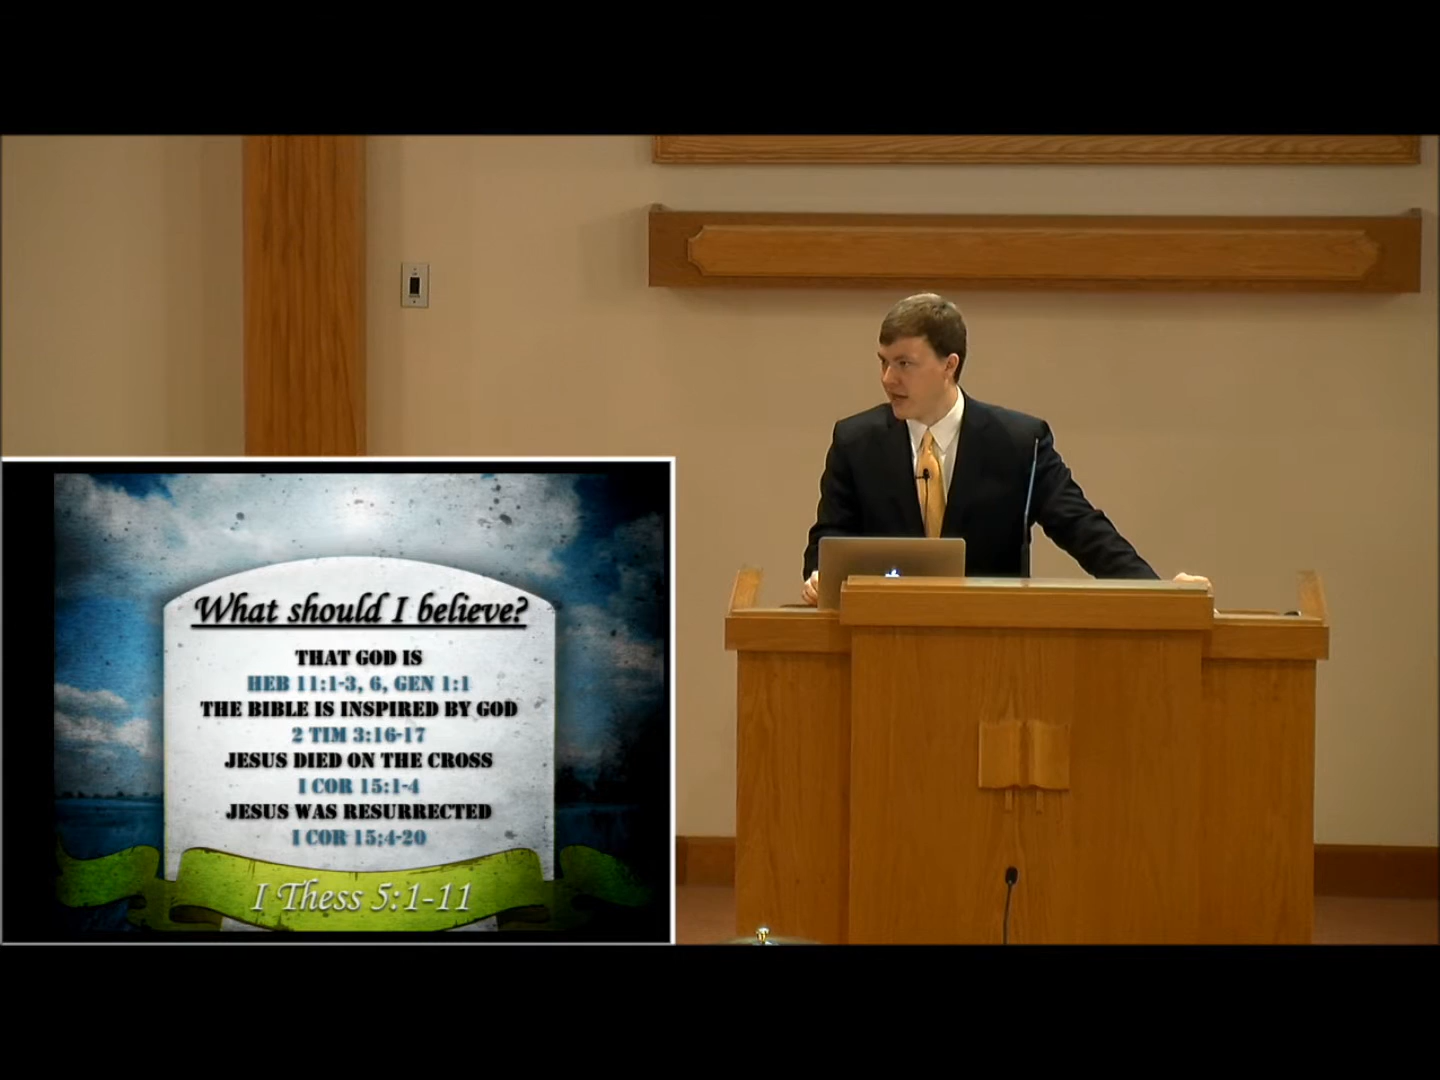 What should I believe?
THAT GOD IS
HEB 11:1-3, 6, GEN 1:1
THE BIBLE IS INSPIRED BY GOD
2 TIM 3:16-17
JESUS DIED ON THE CROSS
I COR 15:1-4
JESUS WAS RESURRECTED
I COR 15;4-20
I Thess 5:1-11